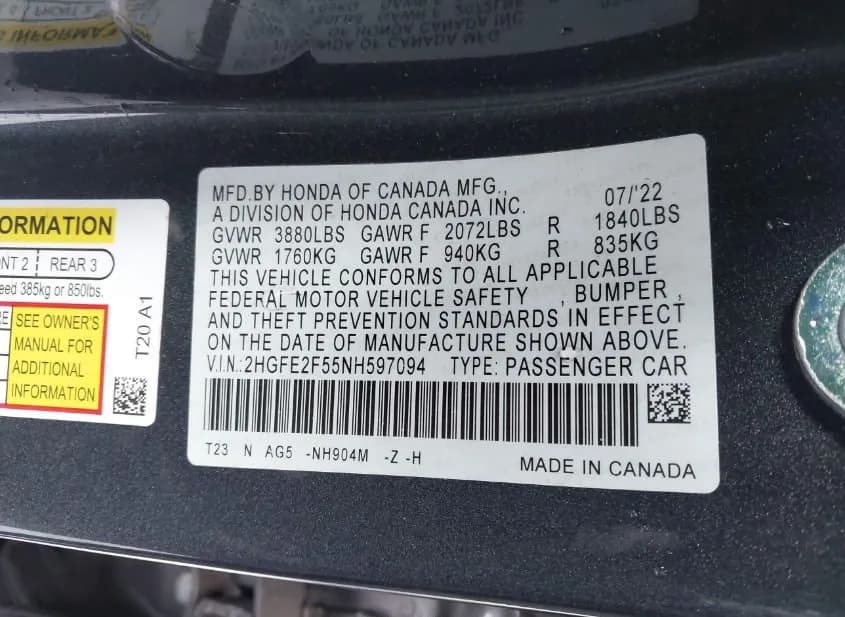 ORMATION
NT 2 REAR 3
eed 385kg or 850lbs.
SEE OWNER'S
MANUAL FOR
ADDITIONAL
INFORMATION
T20 A1
MFD.BY HONDA OF CANADA MFG., 07/'22
A DIVISION OF HONDA CANADA INC.
GVWR 3880LBS GAWR F 2072LBS R 1840LBS
GVWR 1760KG GAWR F 940KG R 835KG
THIS VEHICLE CONFORMS TO ALL APPLICABLE
FEDERAL MOTOR VEHICLE SAFETY , BUMPER ,
AND THEFT PREVENTION STANDARDS IN EFFECT
ON THE DATE OF MANUFACTURE SHOWN ABOVE.
V.I.N.:2HGFE2F55NH597094 TYPE: PASSENGER CAR
T23 N AG5 -NH904M -Z -H
MADE IN CANADA